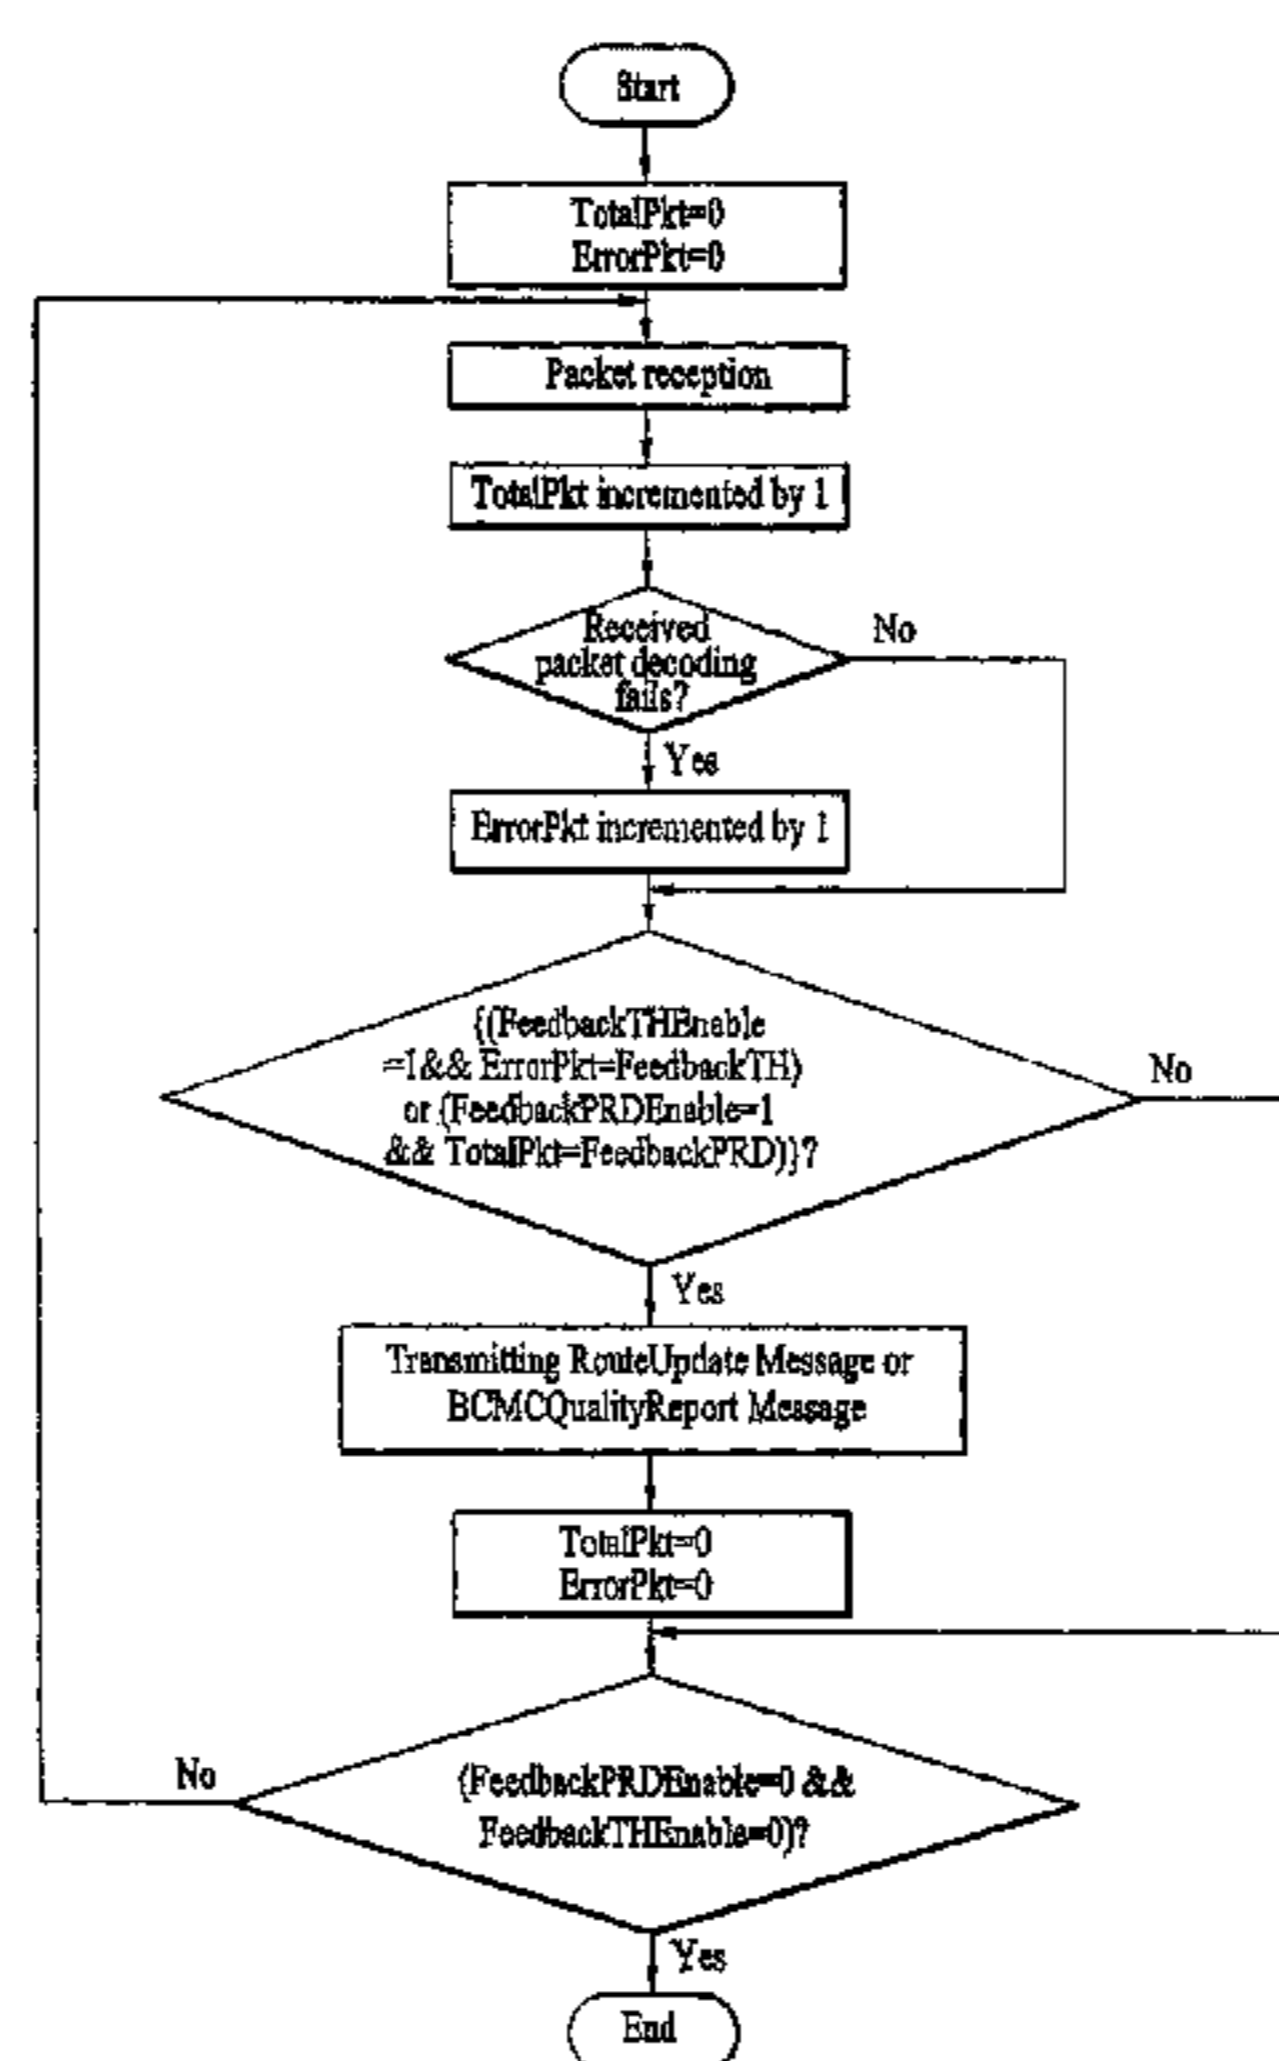 Start
TotalPkt=0
ErrorPkt=0
Packet reception
TotalPkt incremented by 1
Received
packet decoding
fails?
No
Yes
ErrorPkt incremented by 1
{(FeedbackTHEnable
=1&& ErrorPkt=FeedbackTH)
or (FeedbackPRDEnable=1
&& TotalPkt=FeedbackPRD)}?
No
Yes
Transmitting RouteUpdate Message or
BCMCQualityReport Message
TotalPkt=0
ErrorPkt=0
No
(FeedbackPRDEnable=0 &&
FeedbackTHEnable=0)?
Yes
End